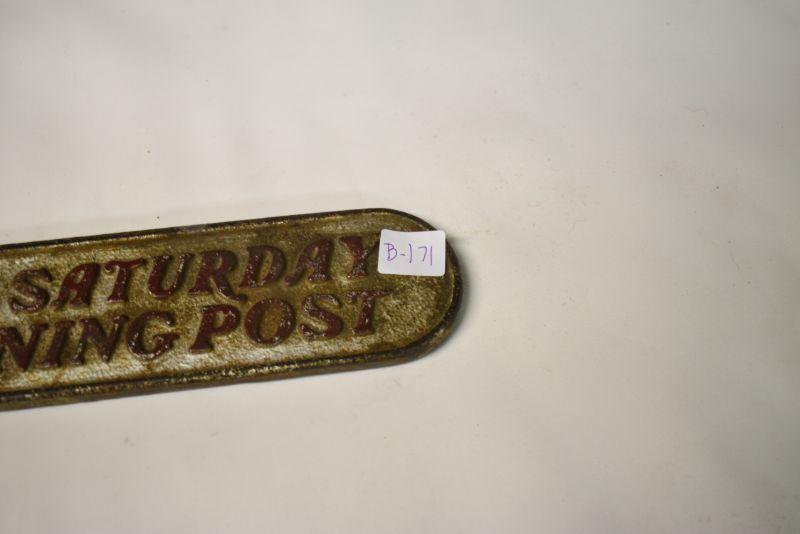 SATURDAY
NING POST
B-171